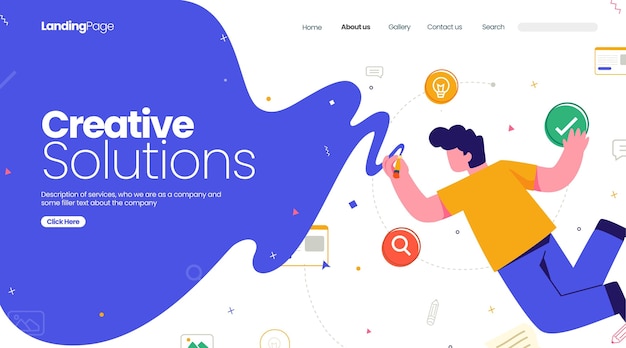 LandingPage
Home About us Gallery Contact us English
Creative
Solutions
Description of services, who we are as a company and
some filler text about the company
Click Here